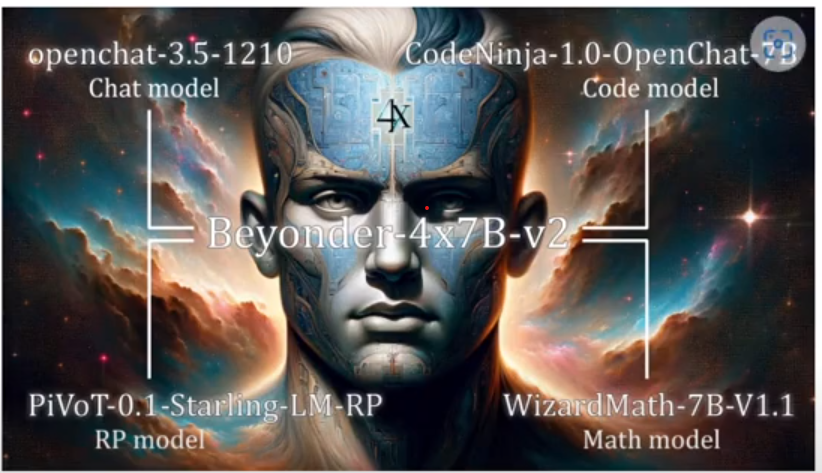 openchat-3.5-1210
Chat model
CodeNinja-1.0-OpenChat-7B
Code model
4X
Beyonder-4x7B-v2
PiVoT-0.1-Starling-LM-RP
RP model
WizardMath-7B-V1.1
Math model